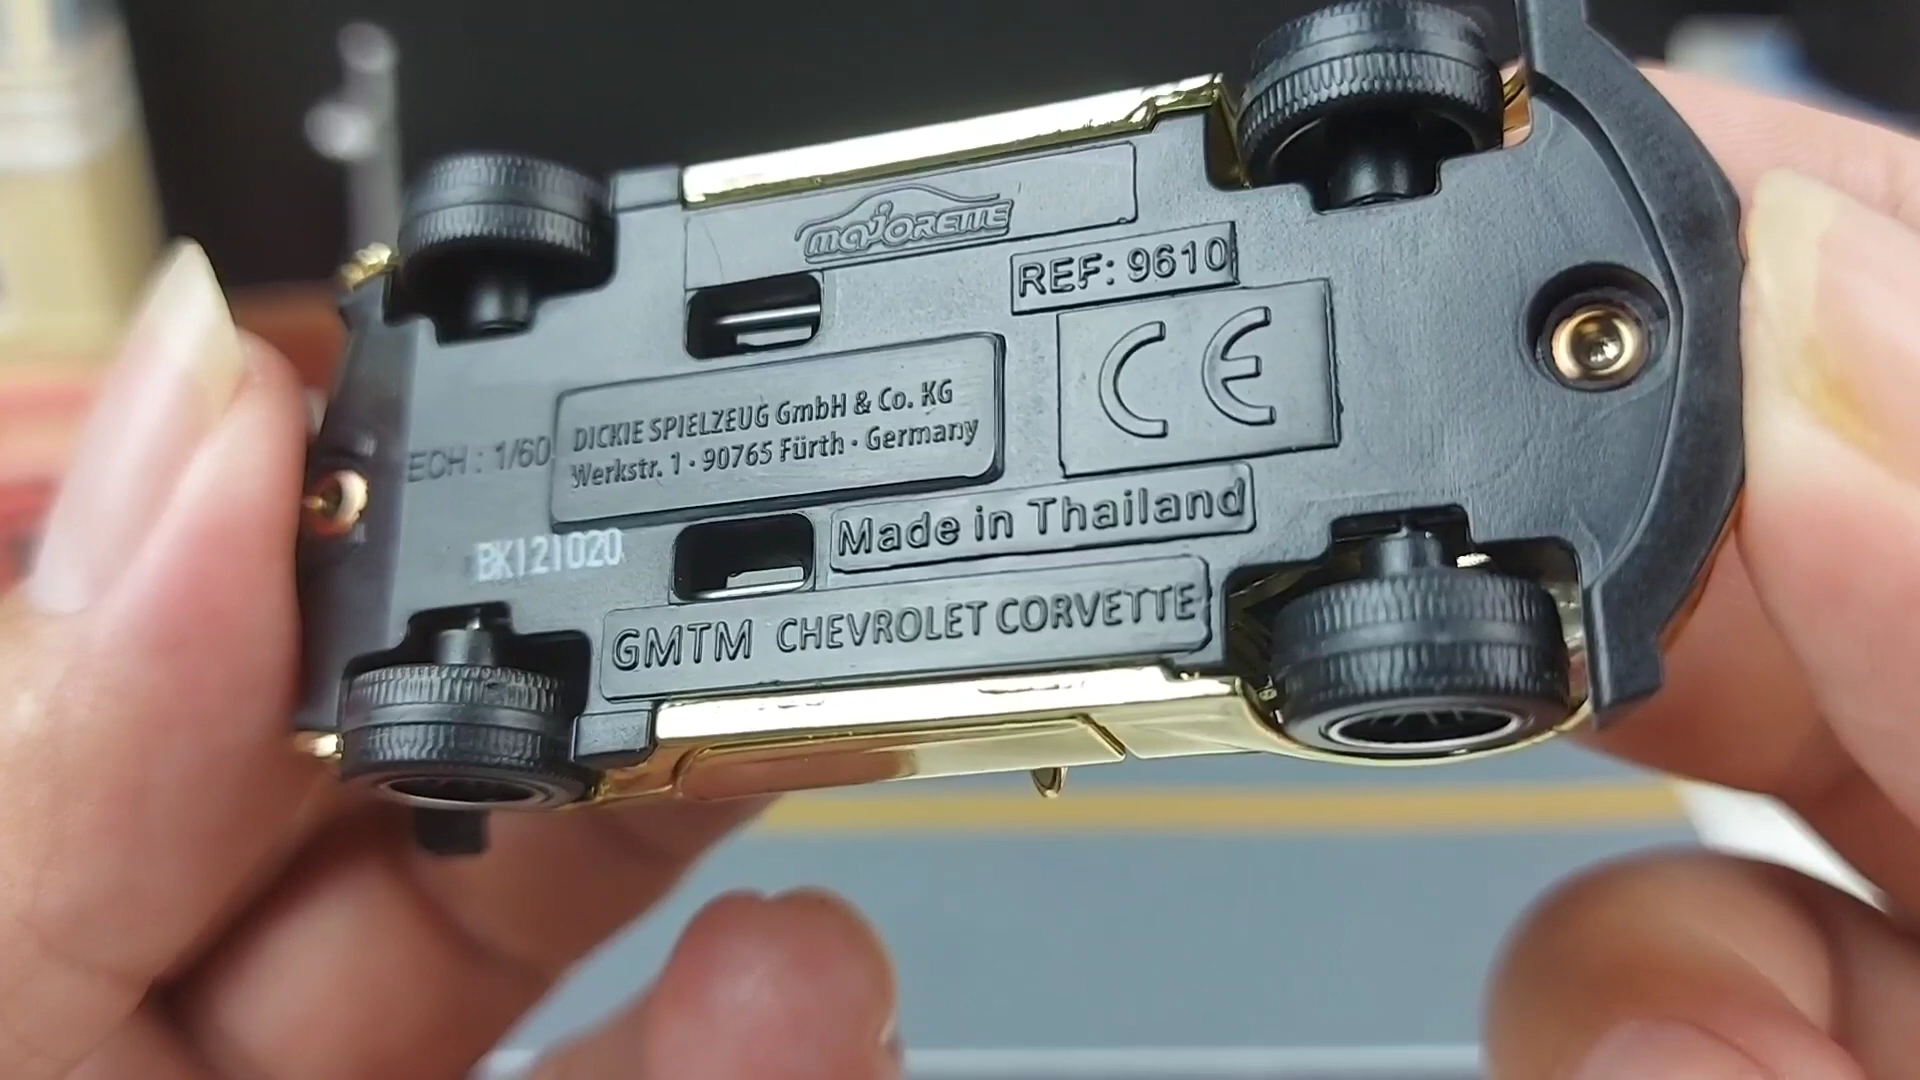 majorette
REF: 9610
CE
DICKIE SPIELZEUG GmbH & Co. KG
Werkstr. 1 · 90765 Fürth · Germany
ECH : 1/60
Made in Thailand
BK121020
GMTM CHEVROLET CORVETTE